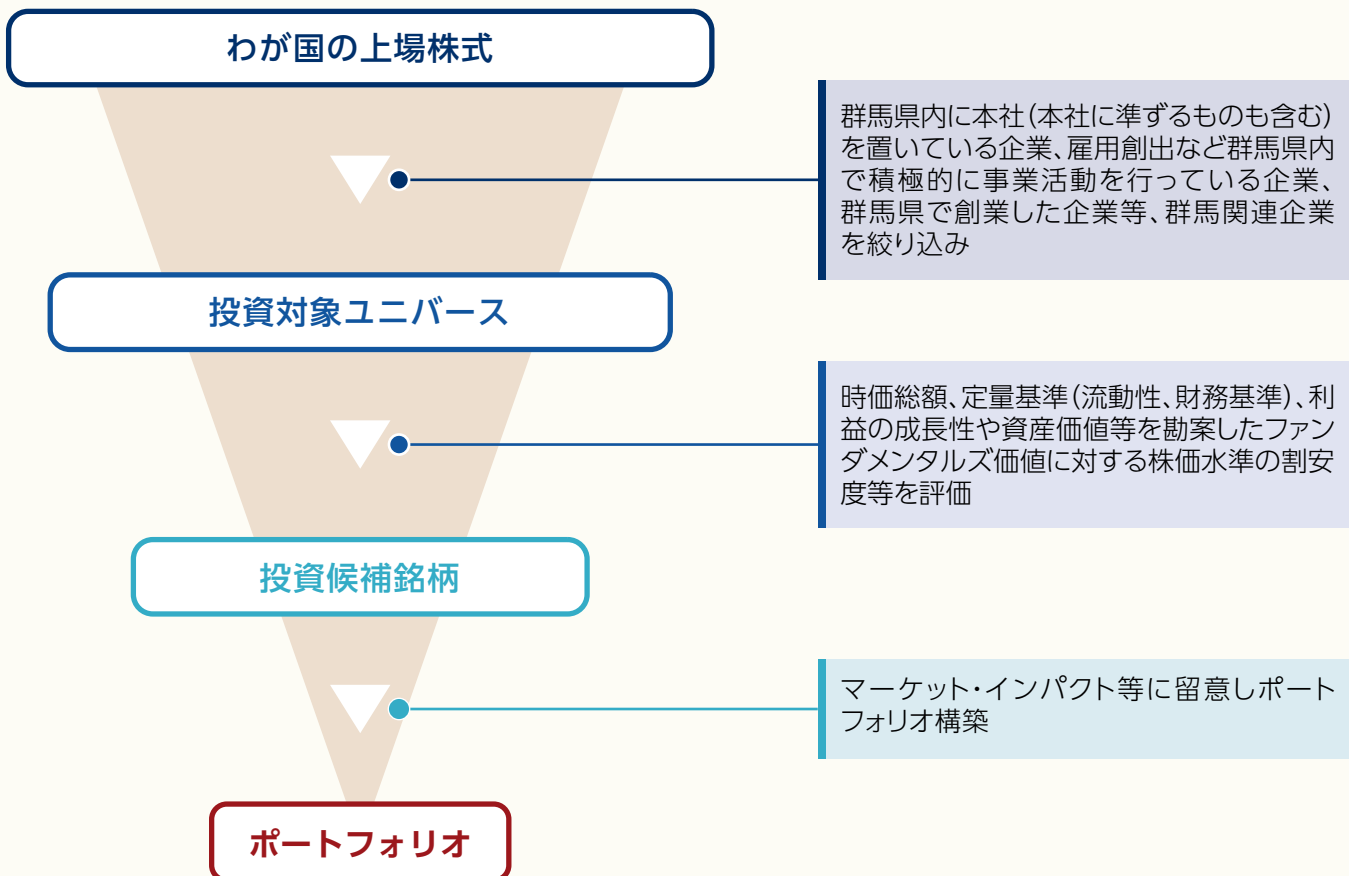 わが国の上場株式
群馬県内に本社(本社に準ずるものも含む)
を置いている企業、雇用創出など群馬県内
で積極的に事業活動を行っている企業、
群馬県で創業した企業等、群馬関連企業
を絞り込み
投資対象ユニバース
時価総額、定量基準(流動性、財務基準)、利
益の成長性や資産価値等を勘案したファン
ダメンタルズ価値に対する株価水準の割安
度等を評価
投資候補銘柄
マーケット・インパクト等に留意しポート
フォリオ構築
ポートフォリオ